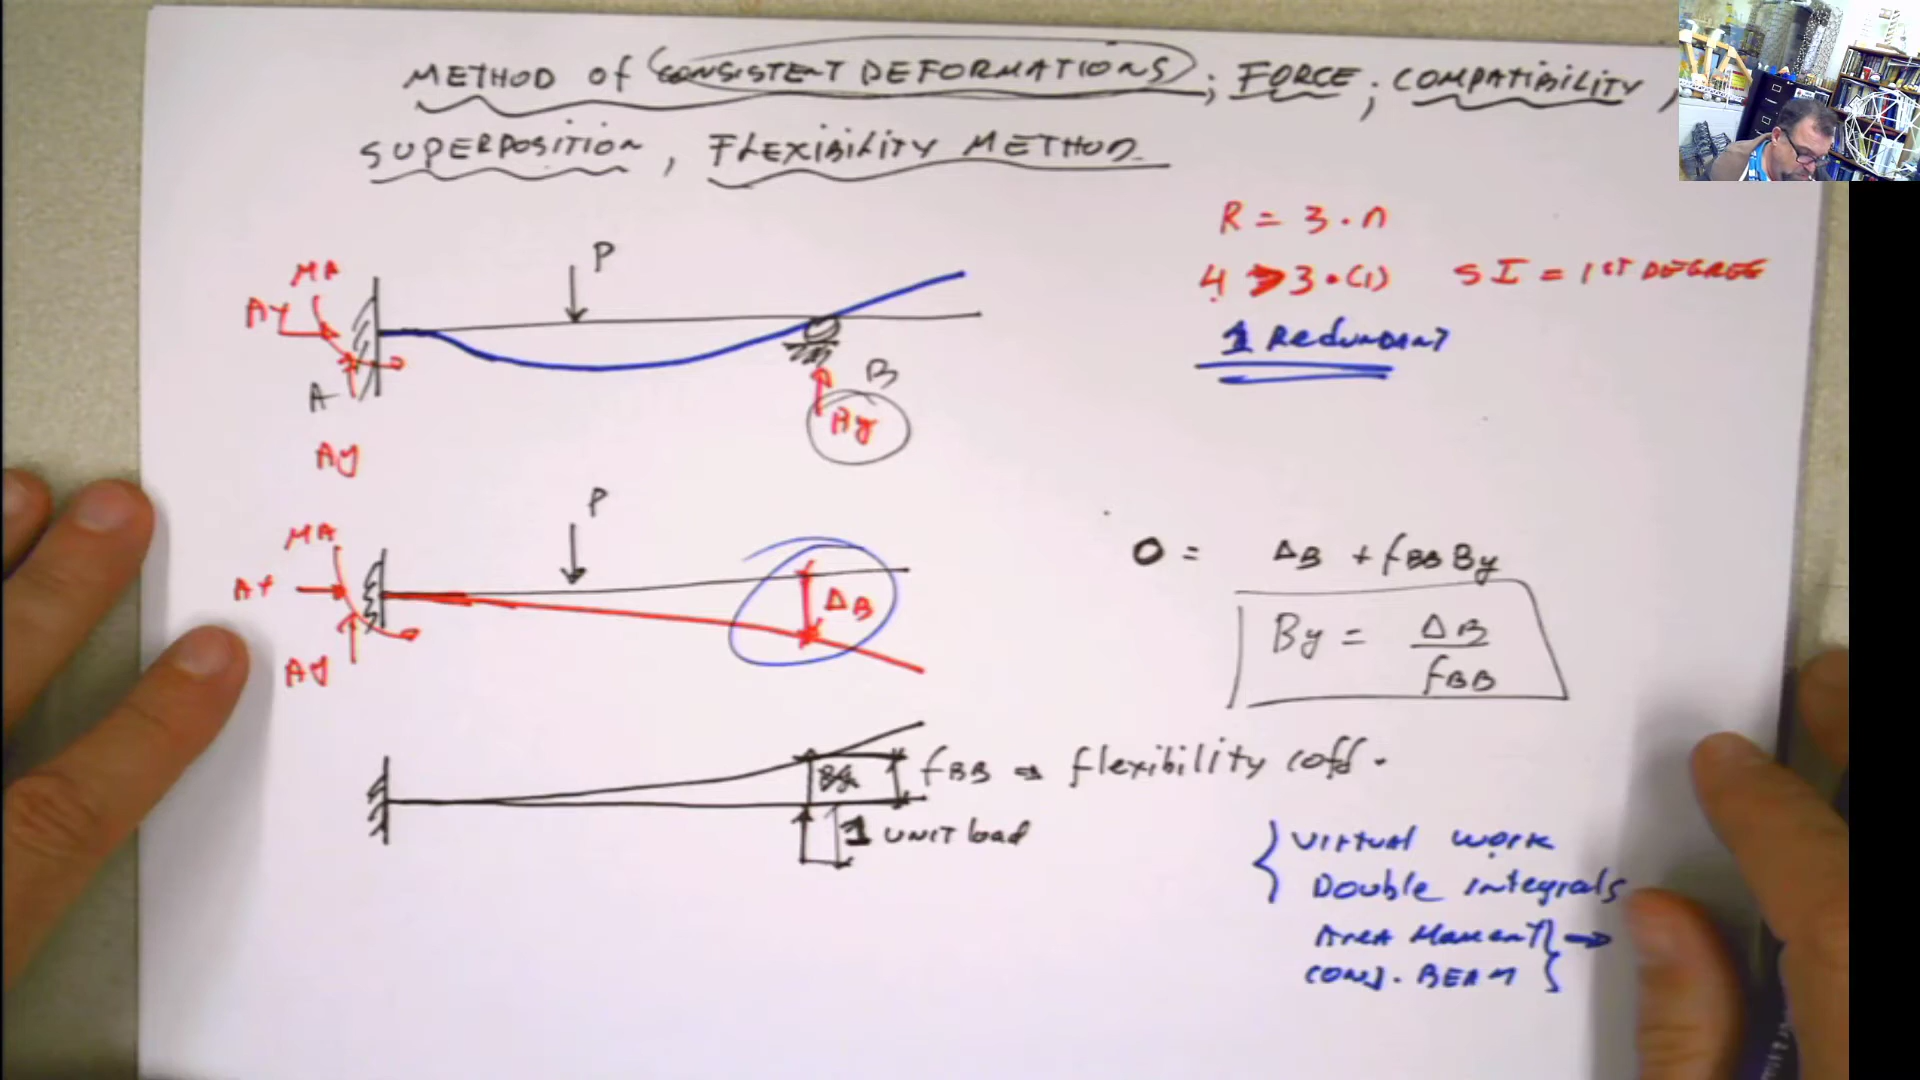 METHOD OF CONSISTENT DEFORMATIONS; FORCE; COMPATIBILITY,
SUPERPOSITION, FLEXIBILITY METHOD
R = 3·n
4 > 3·(1) SI = 1ST DEGREE
1 Redundant
P
MA
Ax
A
B
By
Ay
P
MA
Ax
Ay
ΔB
0 = ΔB + fBB By
By = ΔB / fBB
fBB ⇒ flexibility coff.
1 UNIT load
virtual work
Double integrals
Area Moment →
CONJ. BEAM